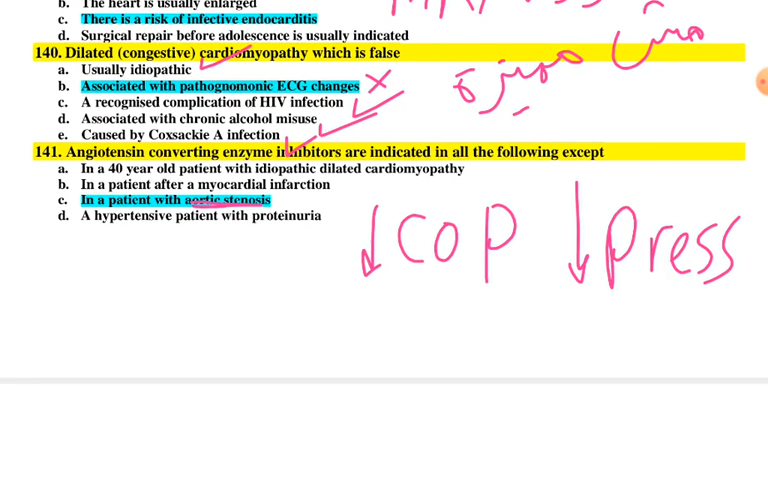 b. The heart is usually enlarged
c. There is a risk of infective endocarditis
d. Surgical repair before adolescence is usually indicated
140. Dilated (congestive) cardiomyopathy which is false
a. Usually idiopathic
b. Associated with pathognomonic ECG changes
c. A recognised complication of HIV infection
d. Associated with chronic alcohol misuse
e. Caused by Coxsackie A infection
141. Angiotensin converting enzyme inhibitors are indicated in all the following except
a. In a 40 year old patient with idiopathic dilated cardiomyopathy
b. In a patient after a myocardial infarction
c. In a patient with aortic stenosis
d. A hypertensive patient with proteinuria
↓ COP ↓ Press